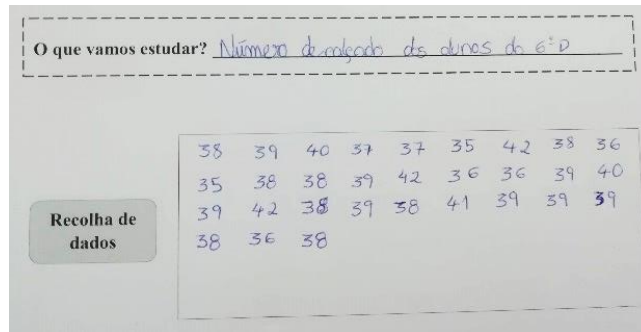 O que vamos estudar? Número de calçado dos alunos do 6º D
38 39 40 37 37 35 42 38 36
35 38 38 39 42 36 36 39 40
39 42 38 39 38 41 39 39 39
38 36 38
Recolha de
dados